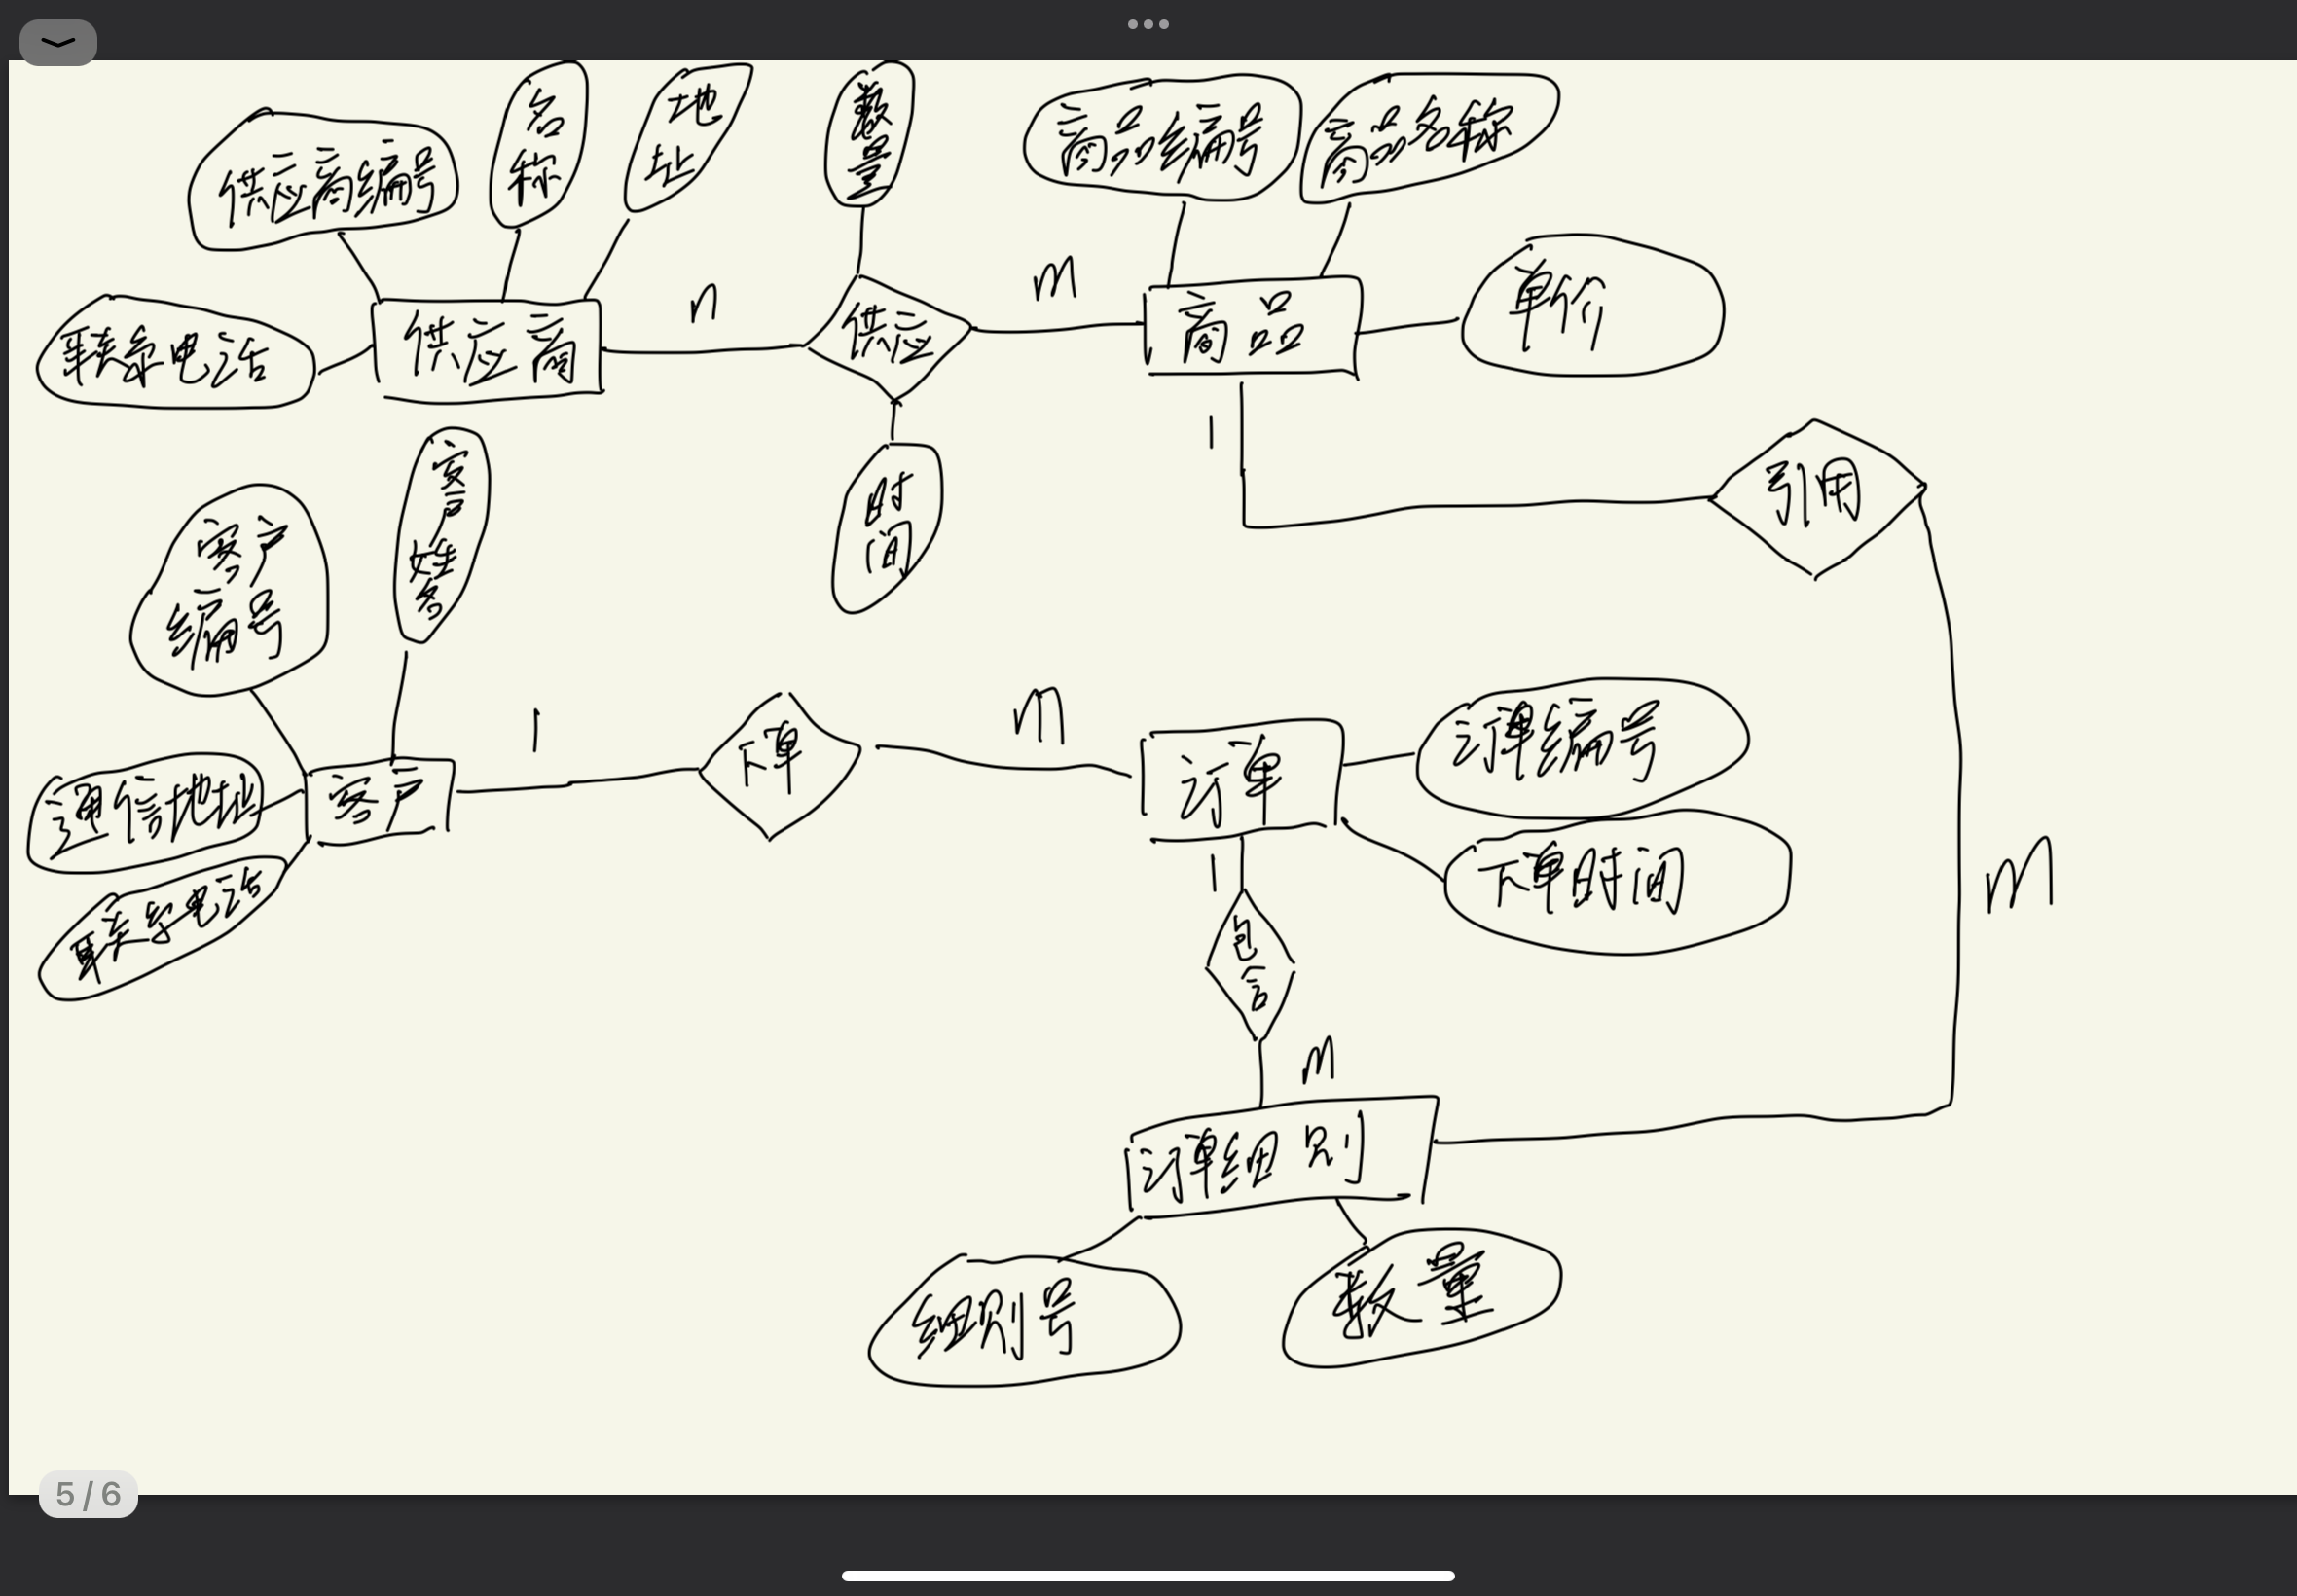 供应商编号
名称
地址
数量
商品编号
商品名称
单价
联系电话
供应商
n
供应
m
商品
时间
1
引用
客户编号
客户姓名
通信地址
联系电话
客户
1
下单
n
订单
订单编号
下单时间
1
包含
n
订单细则
n
细则号
数量
5 / 6